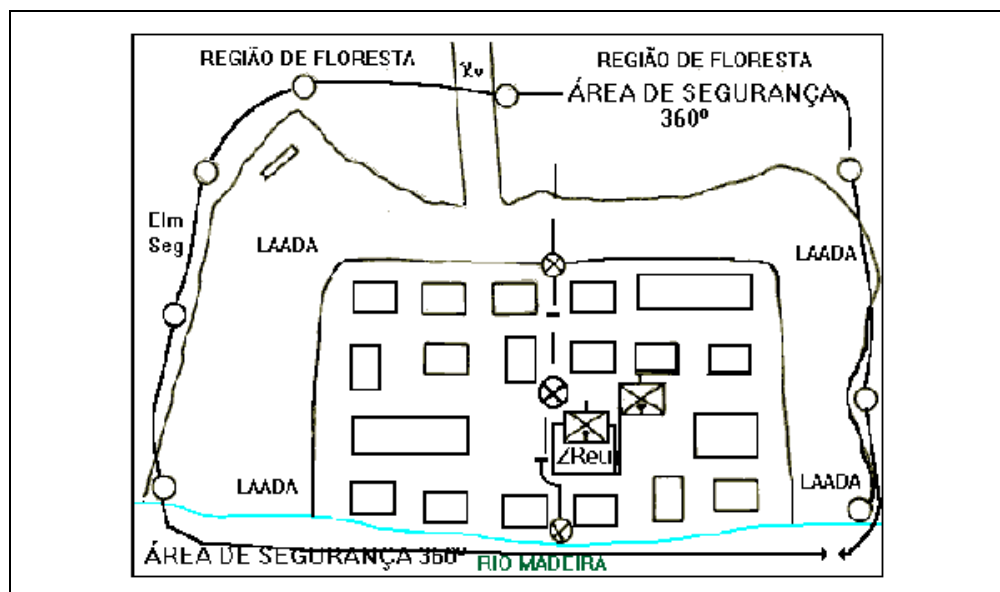 REGIÃO DE FLORESTA
REGIÃO DE FLORESTA
ÁREA DE SEGURANÇA
360º
Elm
Seg
LAADA
LAADA
ZReu
LAADA
LAADA
ÁREA DE SEGURANÇA 360º
RIO MADEIRA